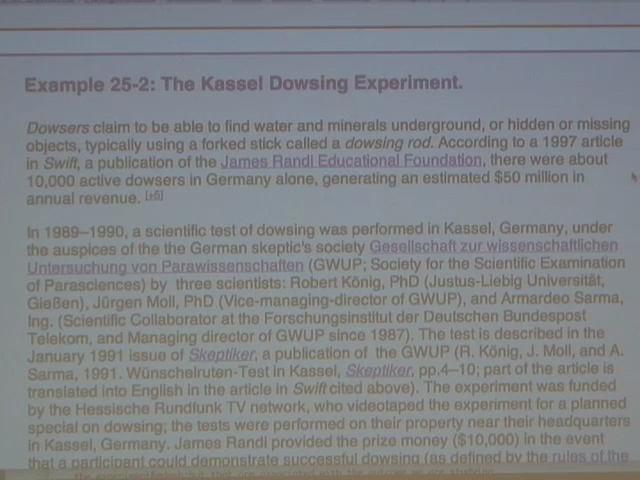 Example 25-2: The Kassel Dowsing Experiment.
Dowsers claim to be able to find water and minerals underground, or hidden or missing
objects, typically using a forked stick called a dowsing rod. According to a 1997 article
in Swift, a publication of the James Randi Educational Foundation, there were about
10,000 active dowsers in Germany alone, generating an estimated $50 million in
annual revenue. [+5]
In 1989–1990, a scientific test of dowsing was performed in Kassel, Germany, under
the auspices of the the German skeptic's society Gesellschaft zur wissenschaftlichen
Untersuchung von Parawissenschaften (GWUP; Society for the Scientific Examination
of Parasciences) by three scientists: Robert König, PhD (Justus-Liebig Universität,
Gießen), Jürgen Moll, PhD (Vice-managing-director of GWUP), and Armardeo Sarma,
Ing. (Scientific Collaborator at the Forschungsinstitut der Deutschen Bundespost
Telekom, and Managing director of GWUP since 1987). The test is described in the
January 1991 issue of Skeptiker, a publication of the GWUP (R. König, J. Moll, and A.
Sarma, 1991. Wünschelruten-Test in Kassel, Skeptiker, pp.4–10; part of the article is
translated into English in the article in Swift cited above). The experiment was funded
by the Hessische Rundfunk TV network, who videotaped the experiment for a planned
special on dowsing; the tests were performed on their property near their headquarters
in Kassel, Germany. James Randi provided the prize money ($10,000) in the event
that a participant could demonstrate successful dowsing (as defined by the rules of the